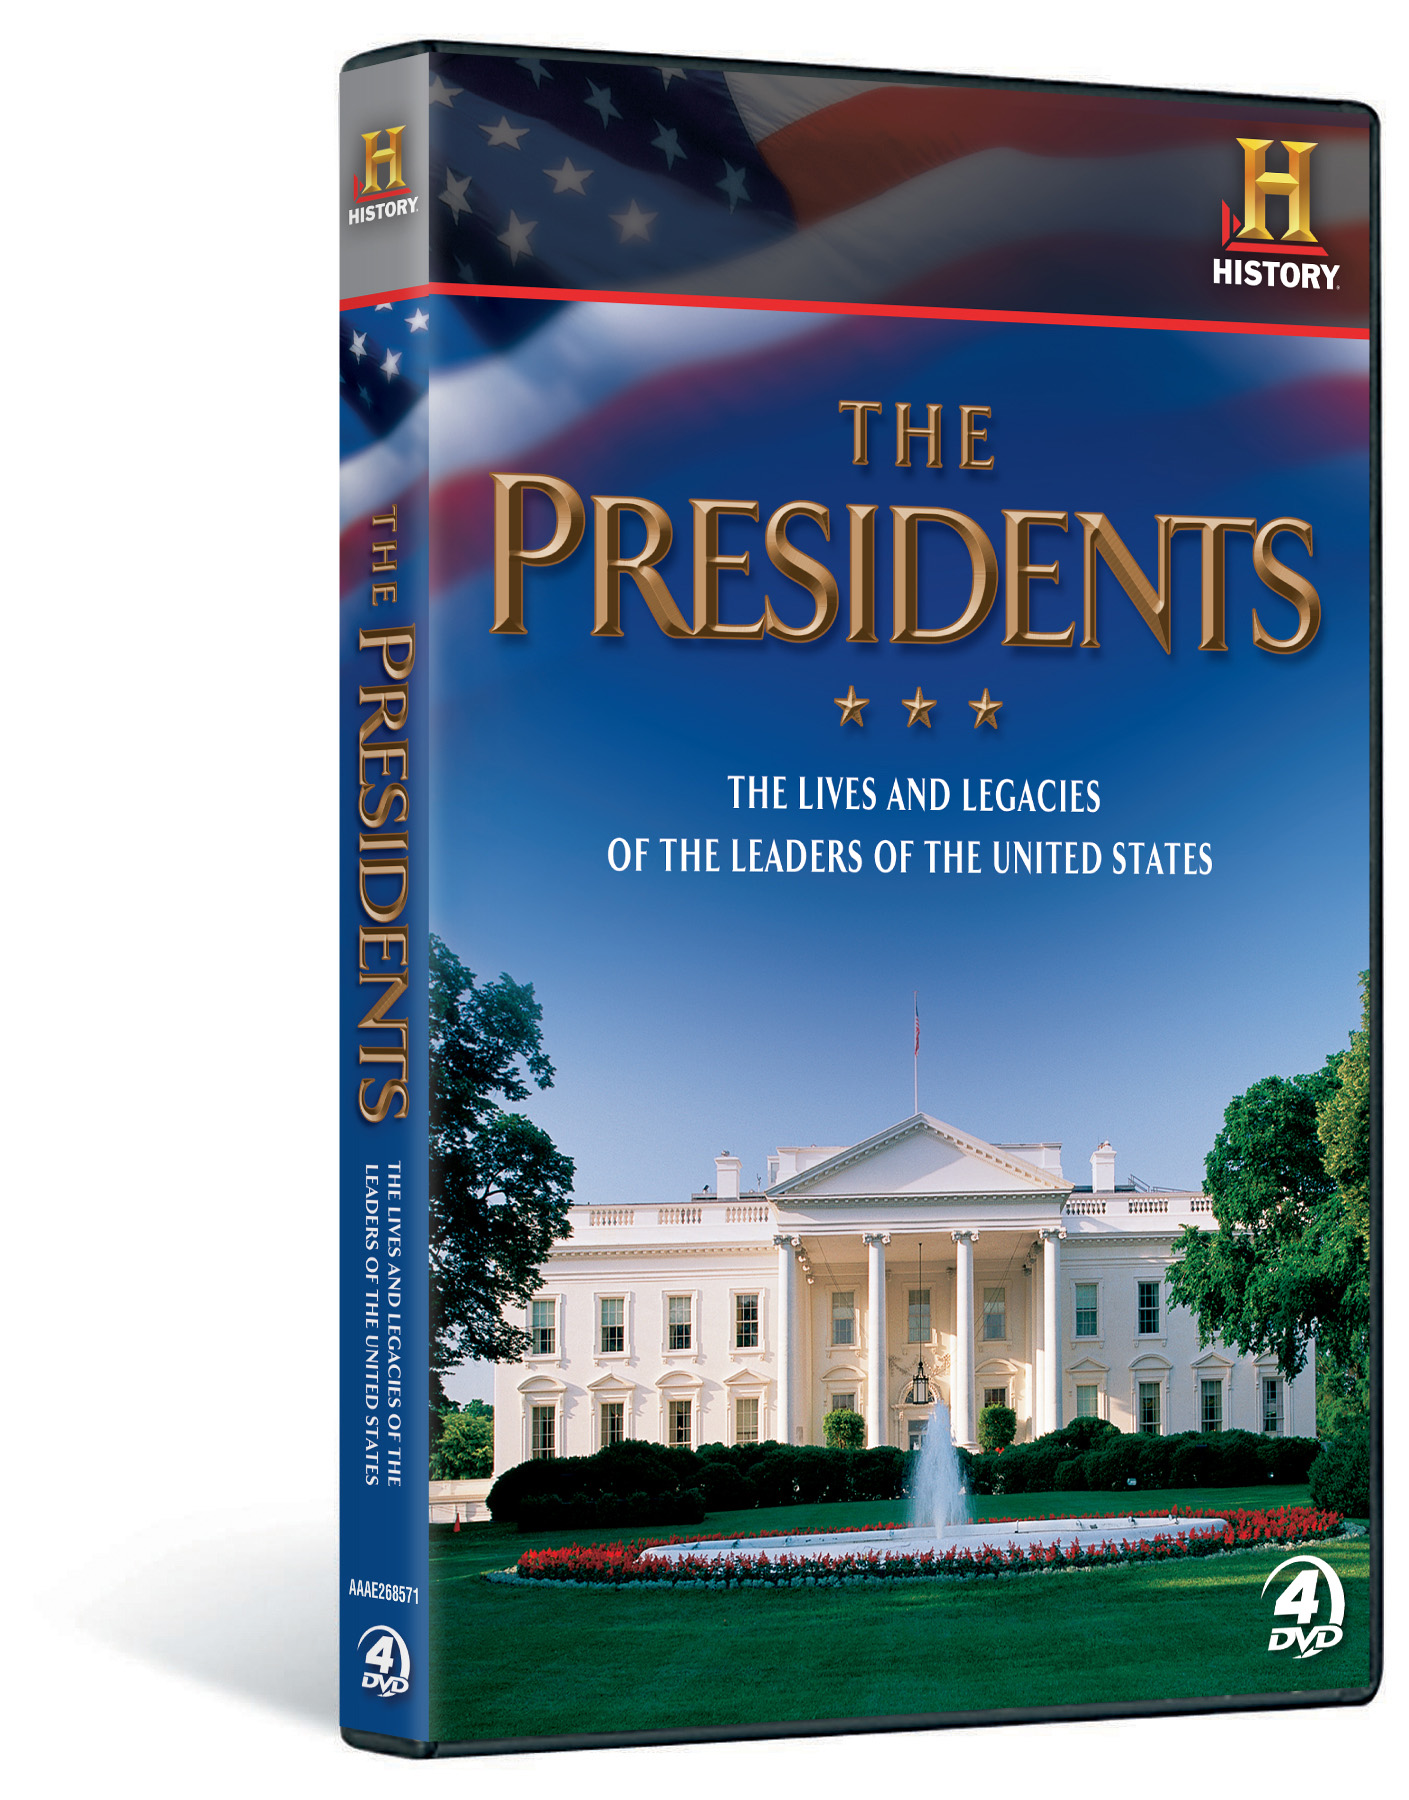 H
HISTORY
THE PRESIDENTS
THE LIVES AND LEGACIES OF THE
LEADERS OF THE UNITED STATES
AAAE268571
4
DVD
H
HISTORY
THE
PRESIDENTS
THE LIVES AND LEGACIES
OF THE LEADERS OF THE UNITED STATES
4
DVD